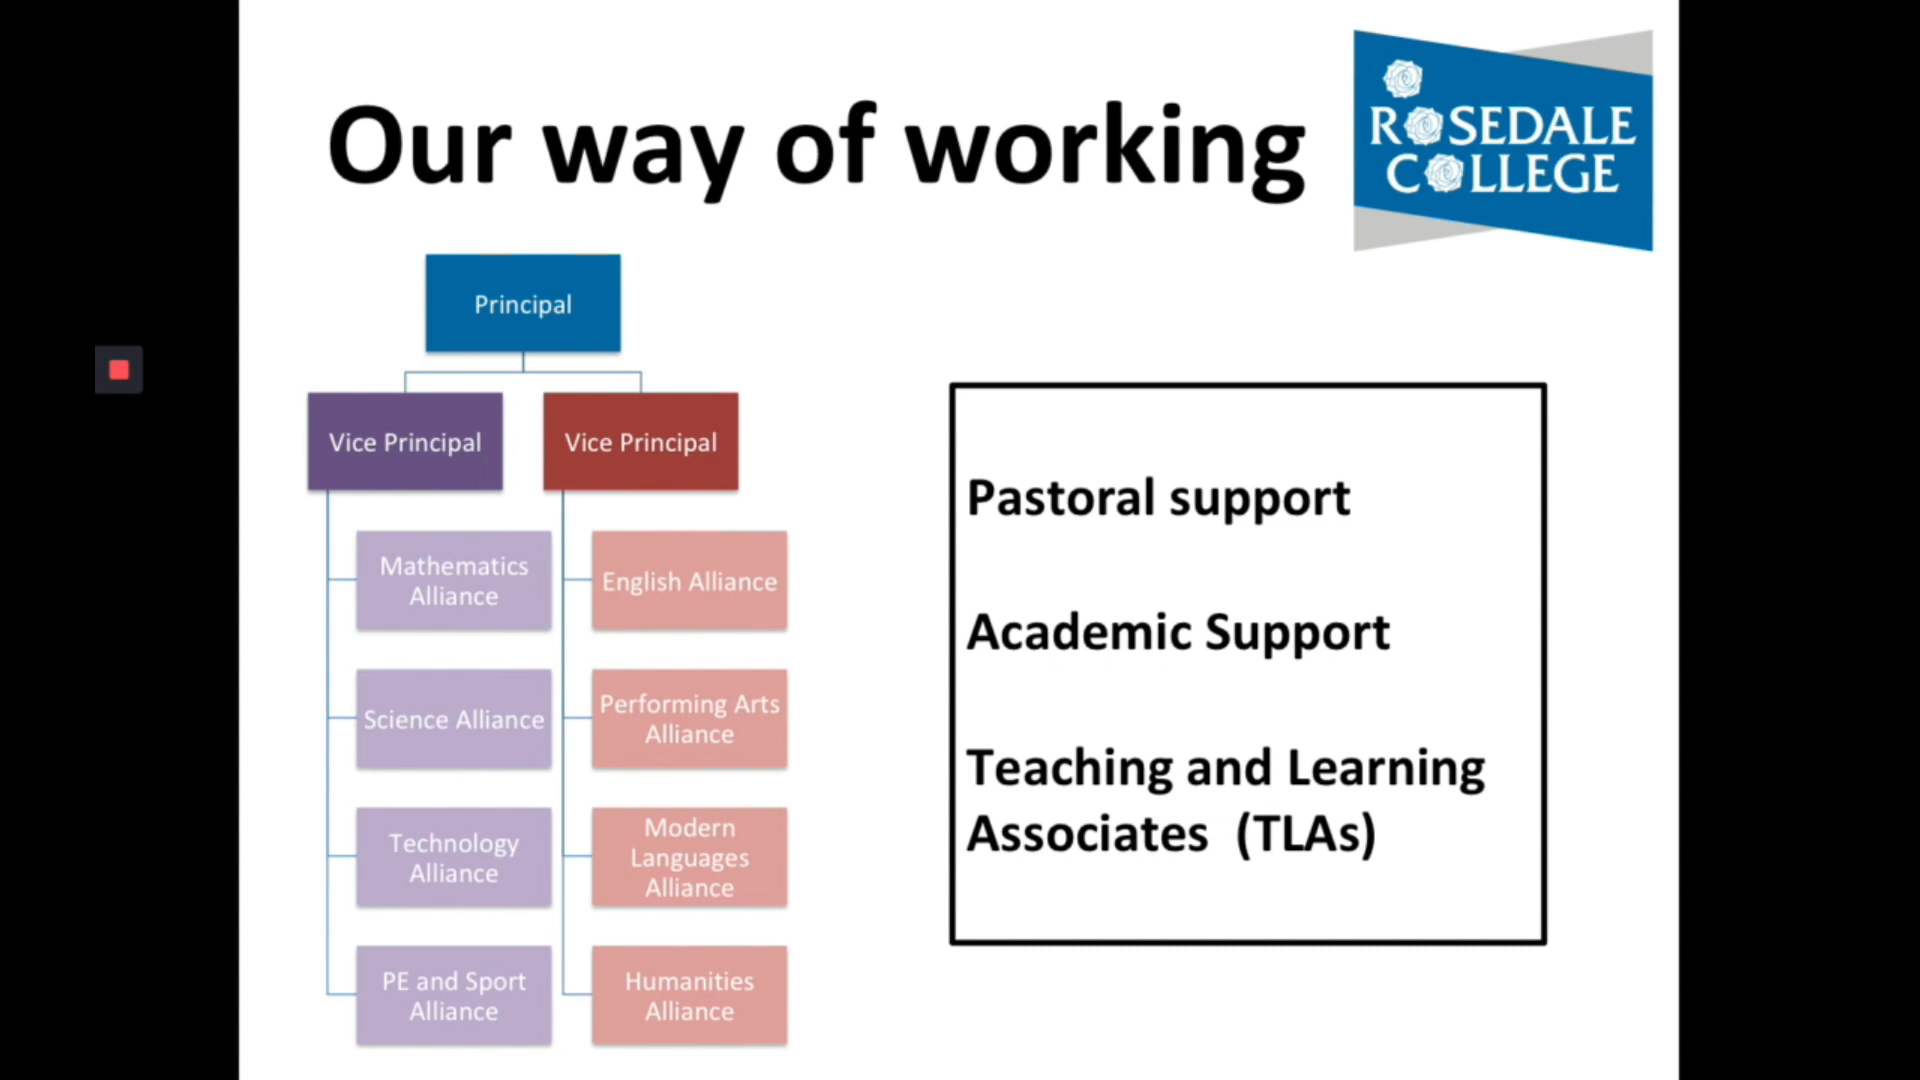 Our way of working
ROSEDALE
COLLEGE
Principal
Vice Principal
Vice Principal
Mathematics
Alliance
English Alliance
Science Alliance
Performing Arts
Alliance
Technology
Alliance
Modern
Languages
Alliance
PE and Sport
Alliance
Humanities
Alliance
Pastoral support
Academic Support
Teaching and Learning
Associates (TLAs)